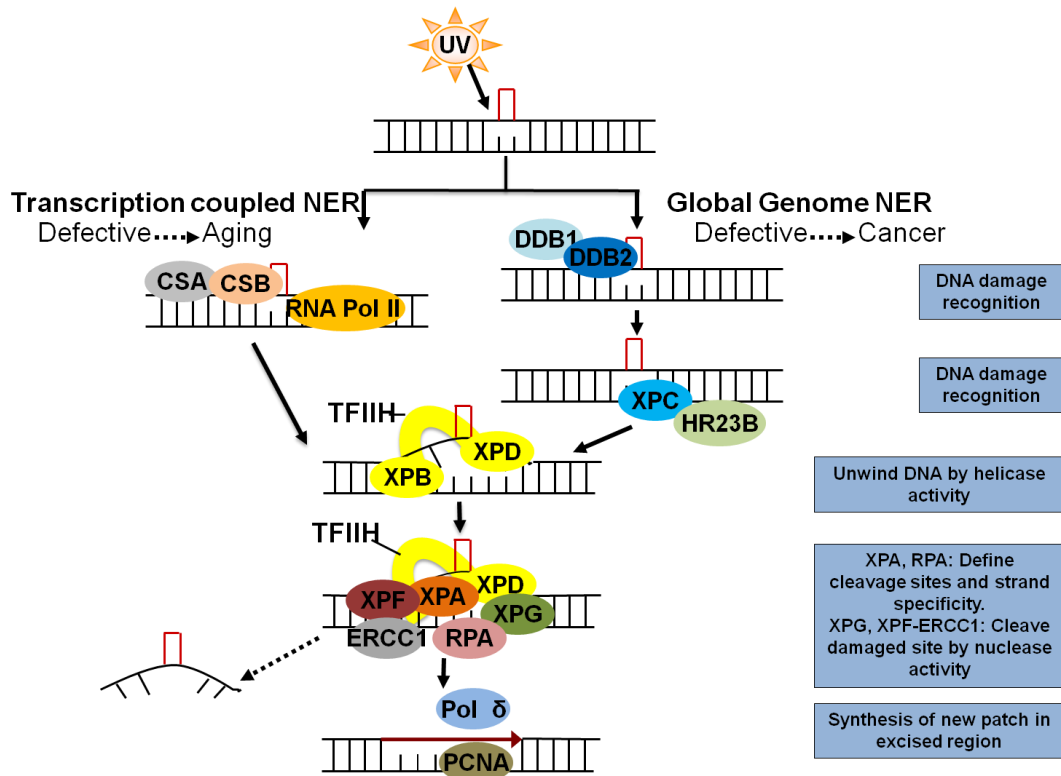 UV
Transcription coupled NER
Defective Aging
Global Genome NER
Defective Cancer
DDB1
DDB2
CSA
CSB
RNA Pol II
DNA damage
recognition
XPC
HR23B
DNA damage
recognition
TFIIH
XPD
XPB
Unwind DNA by helicase
activity
TFIIH
XPD
XPF
XPA
XPG
ERCC1
RPA
XPA, RPA: Define
cleavage sites and strand
specificity.
XPG, XPF-ERCC1: Cleave
damaged site by nuclease
activity
Pol δ
PCNA
Synthesis of new patch in
excised region